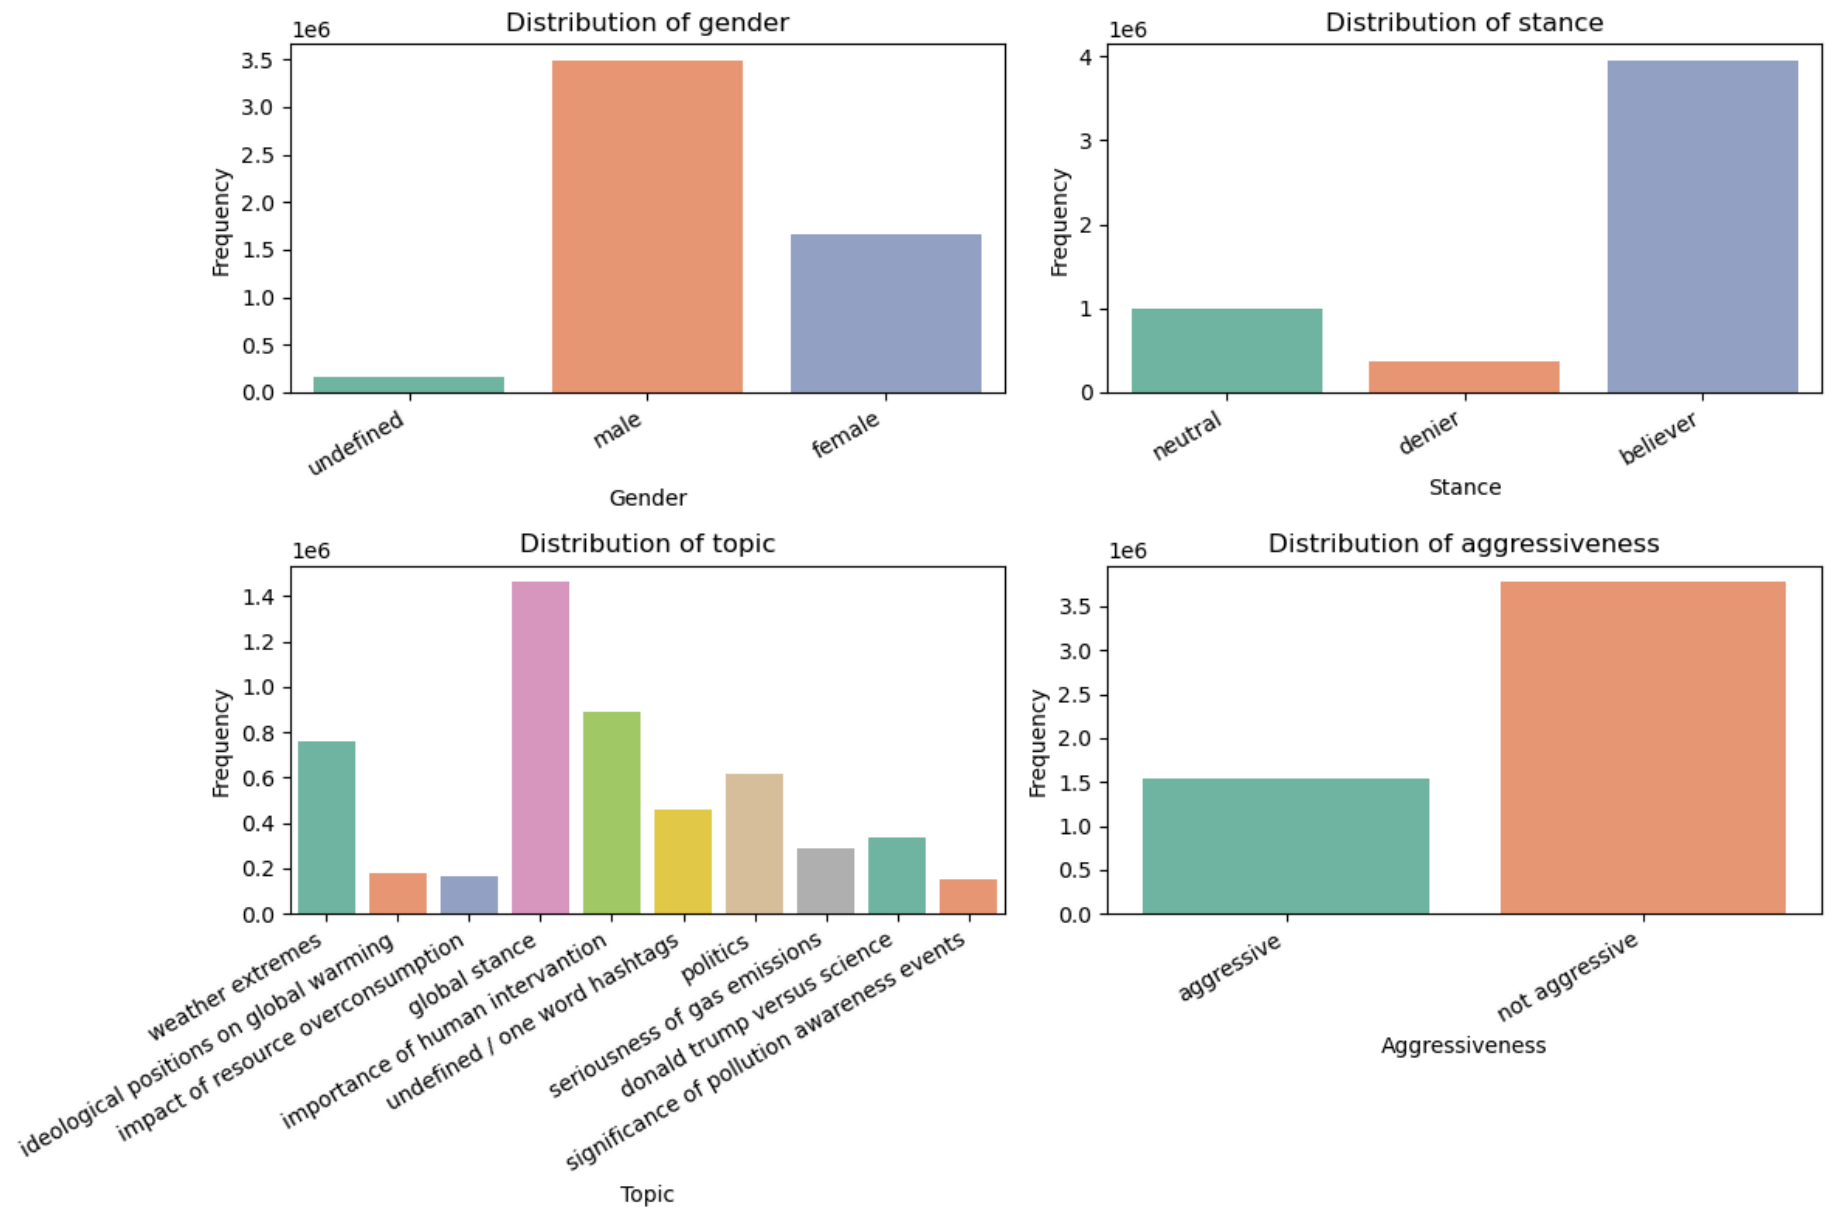 Distribution of gender
1e6
3.5
3.0
2.5
2.0
1.5
1.0
0.5
0.0
Frequency
undefined
male
female
Gender
Distribution of stance
1e6
4
3
2
1
0
Frequency
neutral
denier
believer
Stance
Distribution of topic
1e6
1.4
1.2
1.0
0.8
0.6
0.4
0.2
0.0
Frequency
weather extremes
ideological positions on global warming
impact of resource overconsumption
global stance
importance of human intervantion
undefined / one word hashtags
politics
seriousness of gas emissions
donald trump versus science
significance of pollution awareness events
Topic
Distribution of aggressiveness
1e6
3.5
3.0
2.5
2.0
1.5
1.0
0.5
0.0
Frequency
aggressive
not aggressive
Aggressiveness